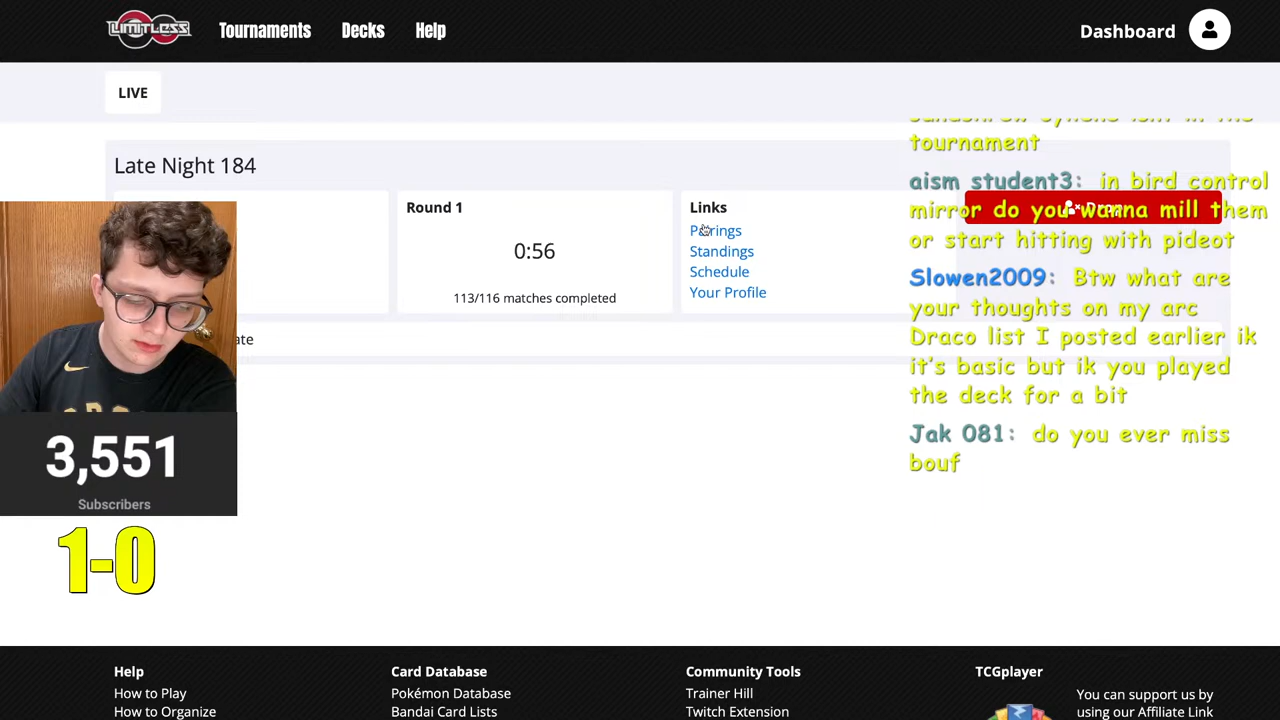 LIMITLESS
Tournaments
Decks
Help
Dashboard
LIVE
Late Night 184
Round 1
0:56
113/116 matches completed
Links
Pairings
Standings
Schedule
Your Profile
tournament
aism student3: in bird control
mirror do you wanna mill them
or start hitting with pideot
Slowen2009: Btw what are
your thoughts on my arc
Draco list I posted earlier ik
it's basic but ik you played
the deck for a bit
Jak 081: do you ever miss
bouf
3,551
Subscribers
1-0
Help
How to Play
How to Organize
Card Database
Pokémon Database
Bandai Card Lists
Community Tools
Trainer Hill
Twitch Extension
TCGplayer
You can support us by
using our Affiliate Link